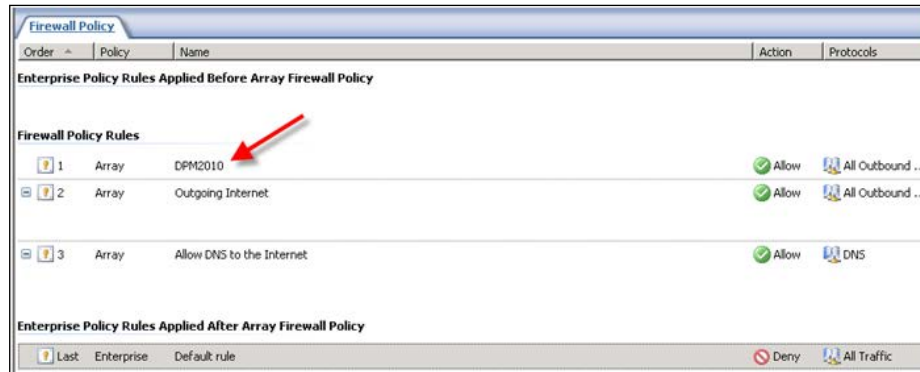 Firewall Policy
Order Policy Name Action Protocols
Enterprise Policy Rules Applied Before Array Firewall Policy
Firewall Policy Rules
1 Array DPM2010 Allow All Outbound ..
2 Array Outgoing Internet Allow All Outbound ..
3 Array Allow DNS to the Internet Allow DNS
Enterprise Policy Rules Applied After Array Firewall Policy
Last Enterprise Default rule Deny All Traffic